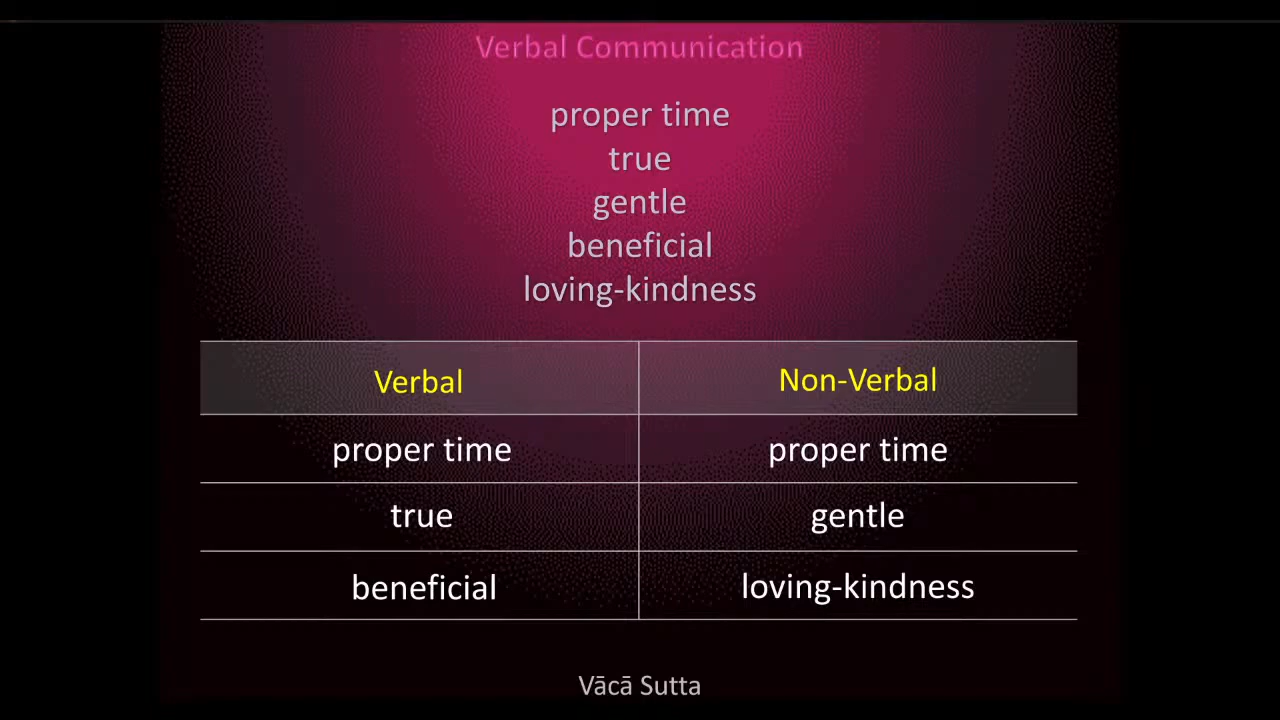 Verbal Communication
proper time
true
gentle
beneficial
loving-kindness
Verbal Non-Verbal
proper time proper time
true gentle
beneficial loving-kindness
Vācā Sutta